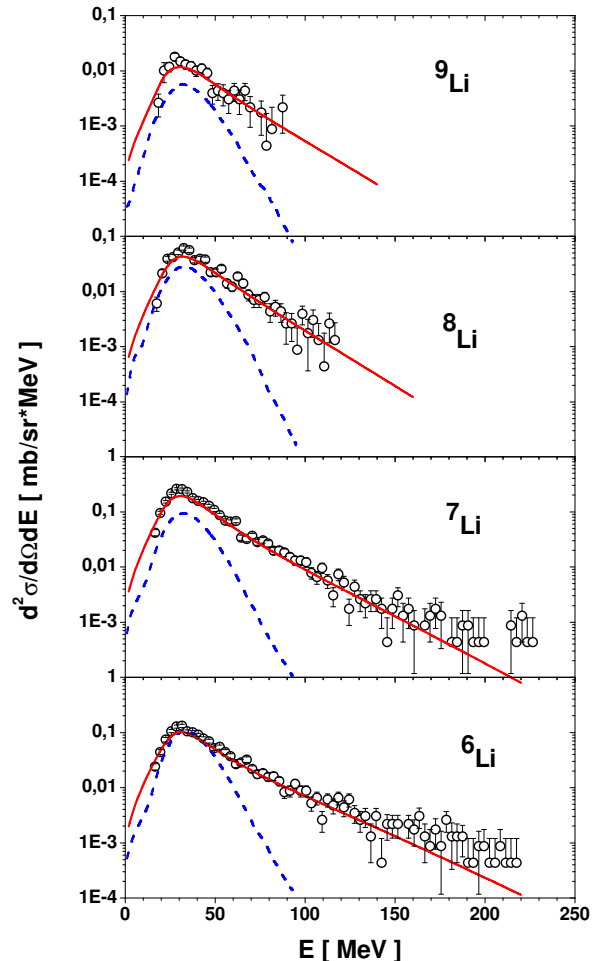 0,01
1E-3
1E-4
9Li
0,1
0,01
1E-3
1E-4
8Li
1
0,1
0,01
1E-3
7Li
1
0,1
0,01
1E-3
1E-4
6Li
0 50 100 150 200 250
E [ MeV ]
d²σ/dΩdE [ mb/sr*MeV ]